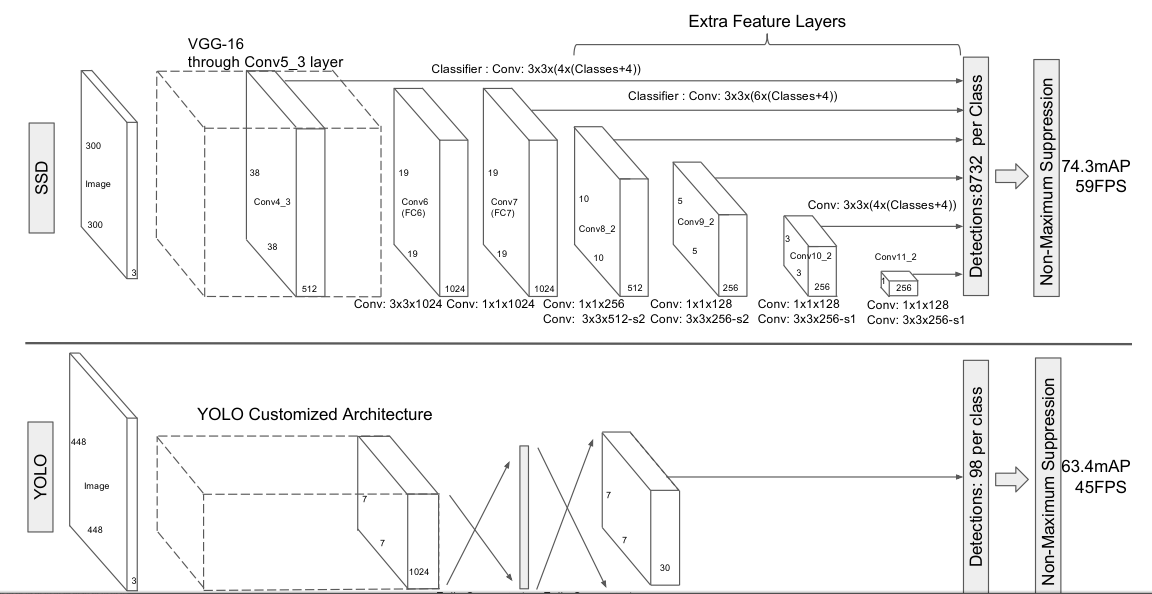 Extra Feature Layers
VGG-16
through Conv5_3 layer
Classifier : Conv: 3x3x(4x(Classes+4))
Classifier : Conv: 3x3x(6x(Classes+4))
Conv: 3x3x(4x(Classes+4))
SSD
300
Image
300
3
38
Conv4_3
38
512
19
Conv6
(FC6)
19
1024
19
Conv7
(FC7)
19
1024
10
Conv8_2
10
512
5
Conv9_2
5
256
3
Conv10_2
3
256
Conv11_2
1
256
Conv: 3x3x1024
Conv: 1x1x1024
Conv: 1x1x256
Conv: 3x3x512-s2
Conv: 1x1x128
Conv: 3x3x256-s2
Conv: 1x1x128
Conv: 3x3x256-s1
Conv: 1x1x128
Conv: 3x3x256-s1
Detections:8732 per Class
Non-Maximum Suppression
74.3mAP
59FPS
YOLO
YOLO Customized Architecture
448
Image
448
3
7
7
1024
7
7
30
Detections: 98 per class
Non-Maximum Suppression
63.4mAP
45FPS